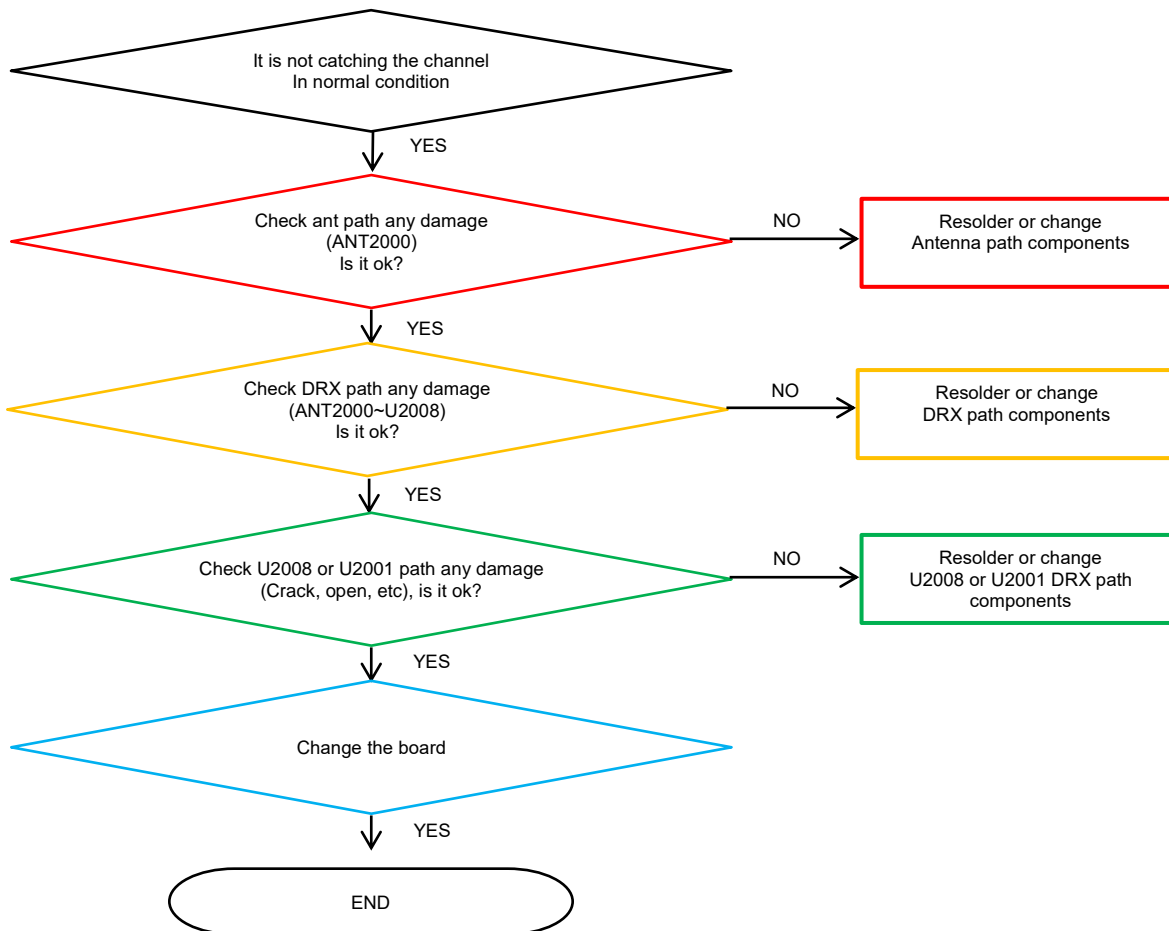 It is not catching the channel
In normal condition
YES
Check ant path any damage
(ANT2000)
Is it ok?
NO
Resolder or change
Antenna path components
YES
Check DRX path any damage
(ANT2000~U2008)
Is it ok?
NO
Resolder or change
DRX path components
YES
Check U2008 or U2001 path any damage
(Crack, open, etc), is it ok?
NO
Resolder or change
U2008 or U2001 DRX path
components
YES
Change the board
YES
END